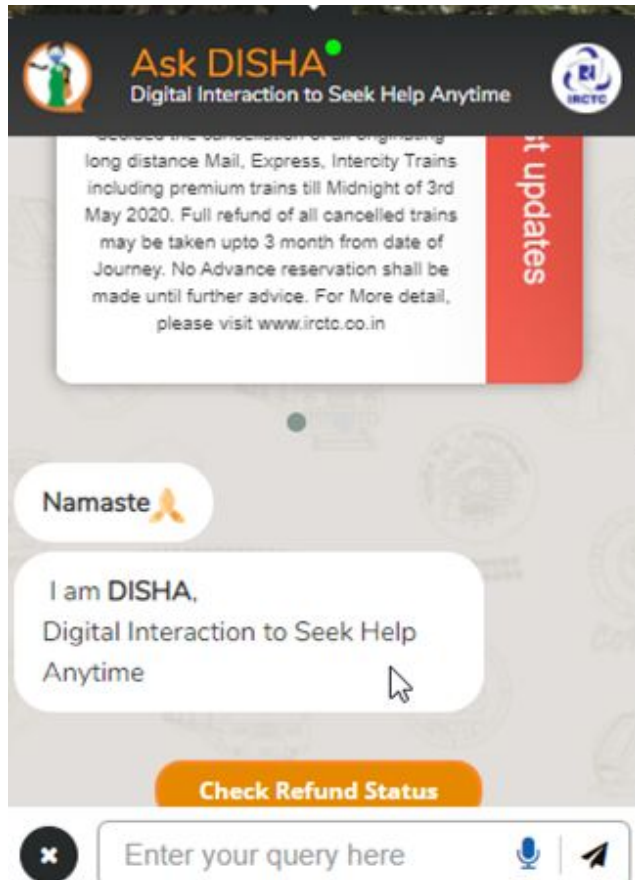 Ask DISHA
Digital Interaction to Seek Help Anytime
IRCTC
long distance Mail, Express, Intercity Trains
including premium trains till Midnight of 3rd
May 2020. Full refund of all cancelled trains
may be taken upto 3 month from date of
Journey. No Advance reservation shall be
made until further advice. For More detail,
please visit www.irctc.co.in
st updates
Namaste
I am DISHA,
Digital Interaction to Seek Help
Anytime
Check Refund Status
Enter your query here